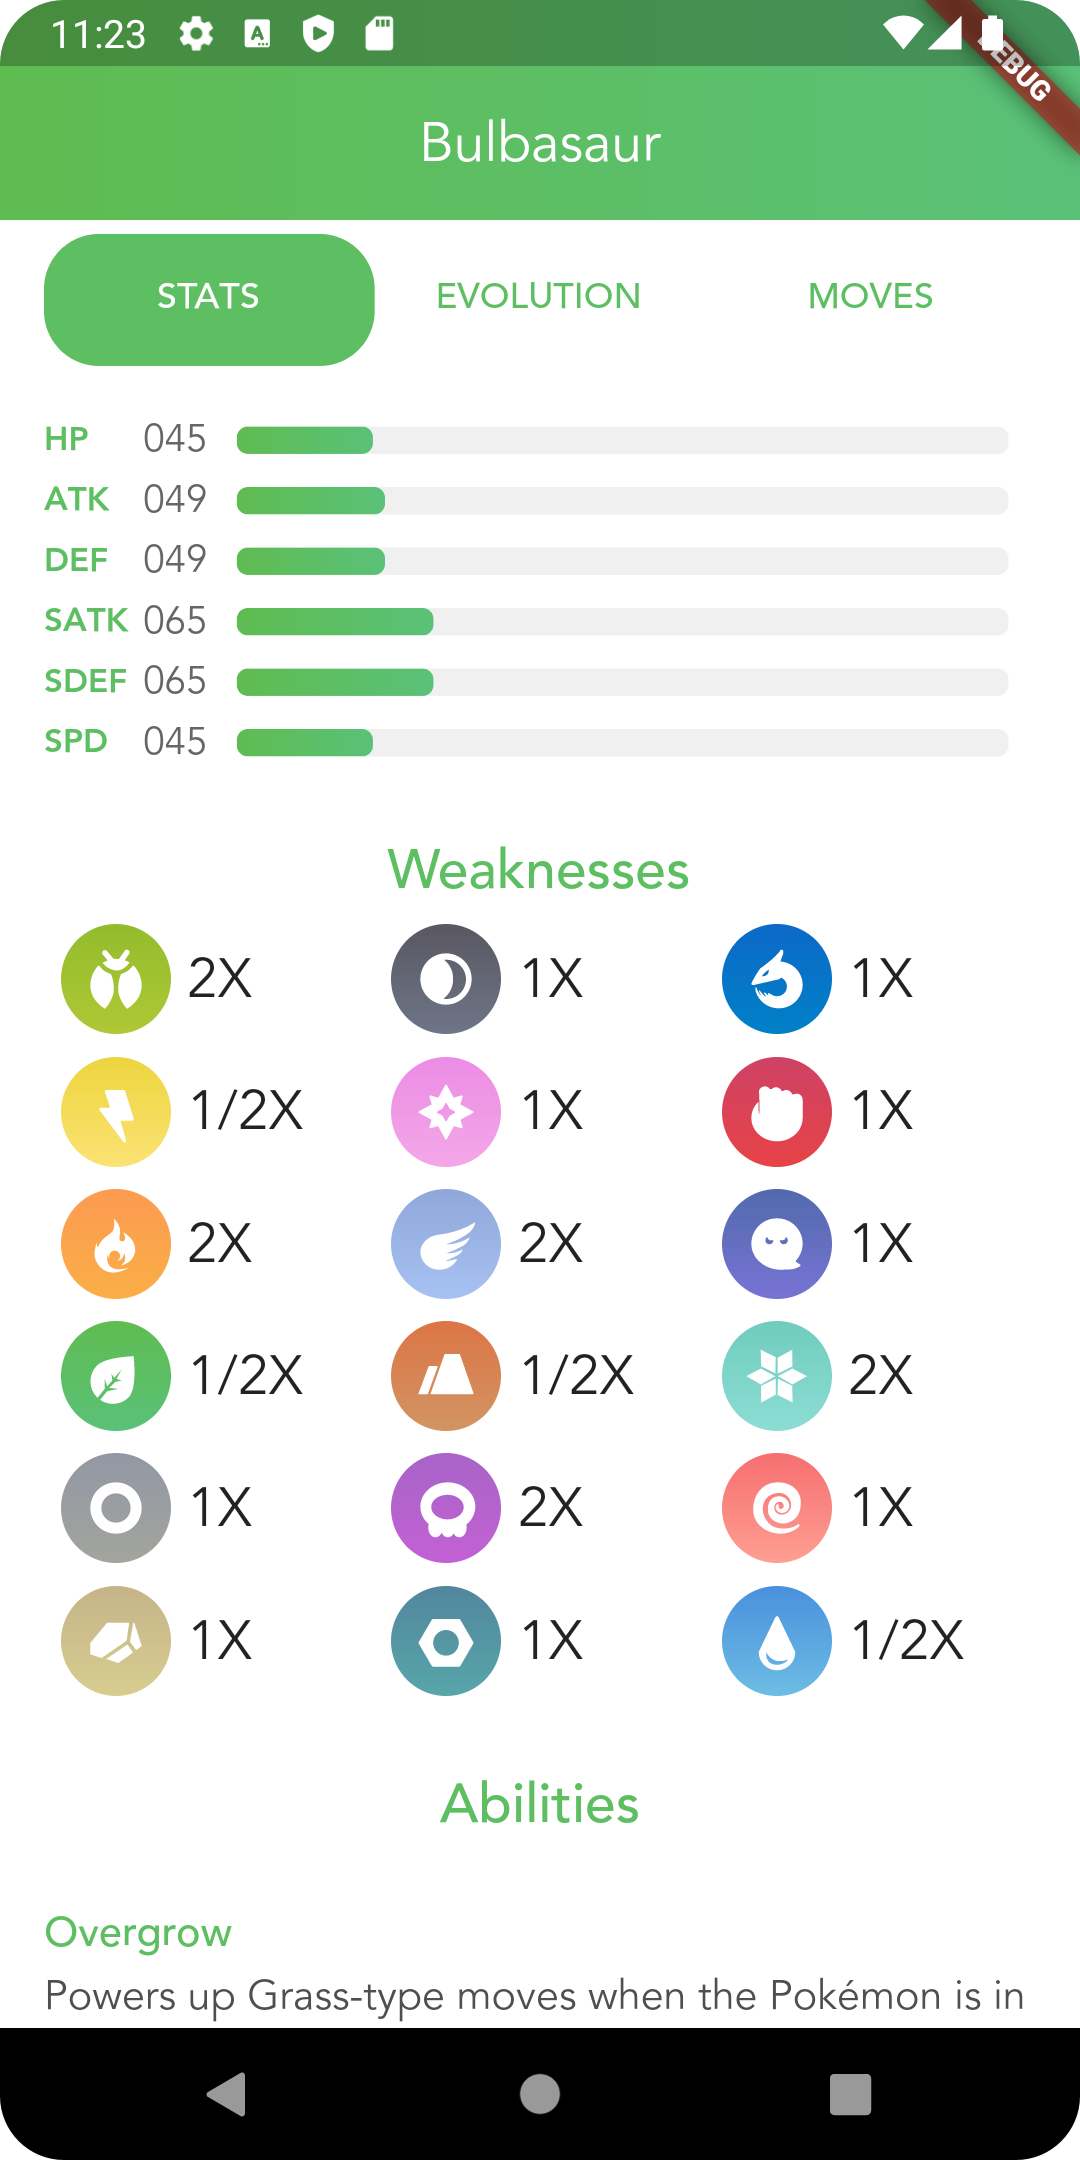 11:23
DEBUG
Bulbasaur
STATS EVOLUTION MOVES
HP 045
ATK 049
DEF 049
SATK 065
SDEF 065
SPD 045
Weaknesses
2X 1X 1X
1/2X 1X 1X
2X 2X 1X
1/2X 1/2X 2X
1X 2X 1X
1X 1X 1/2X
Abilities
Overgrow
Powers up Grass-type moves when the Pokémon is in